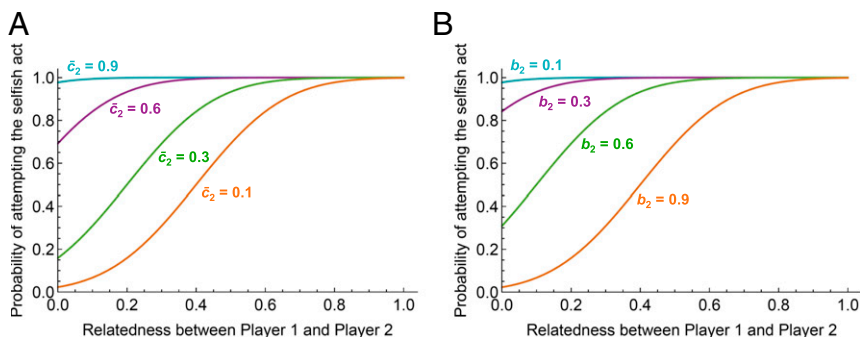 A
Probability of attempting the selfish act
1.0
0.8
0.6
0.4
0.2
0.0
c̄₂ = 0.9
c̄₂ = 0.6
c̄₂ = 0.3
c̄₂ = 0.1
0.0 0.2 0.4 0.6 0.8 1.0
Relatedness between Player 1 and Player 2
B
Probability of attempting the selfish act
1.0
0.8
0.6
0.4
0.2
0.0
b₂ = 0.1
b₂ = 0.3
b₂ = 0.6
b₂ = 0.9
0.0 0.2 0.4 0.6 0.8 1.0
Relatedness between Player 1 and Player 2